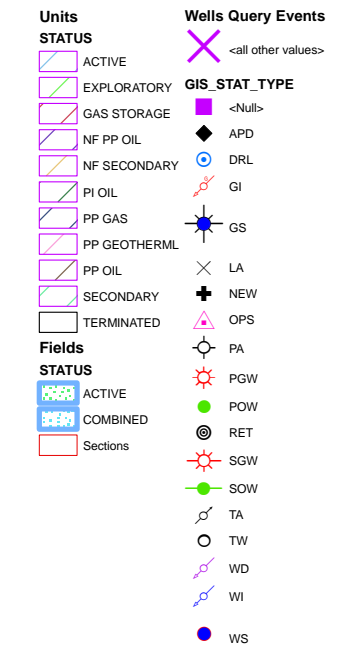 Units
STATUS
ACTIVE
EXPLORATORY
GAS STORAGE
NF PP OIL
NF SECONDARY
PI OIL
PP GAS
PP GEOTHERML
PP OIL
SECONDARY
TERMINATED
Fields
STATUS
ACTIVE
COMBINED
Sections
Wells Query Events
<all other values>
GIS_STAT_TYPE
<Null>
APD
DRL
GI
GS
LA
NEW
OPS
PA
PGW
POW
RET
SGW
SOW
TA
TW
WD
WI
WS